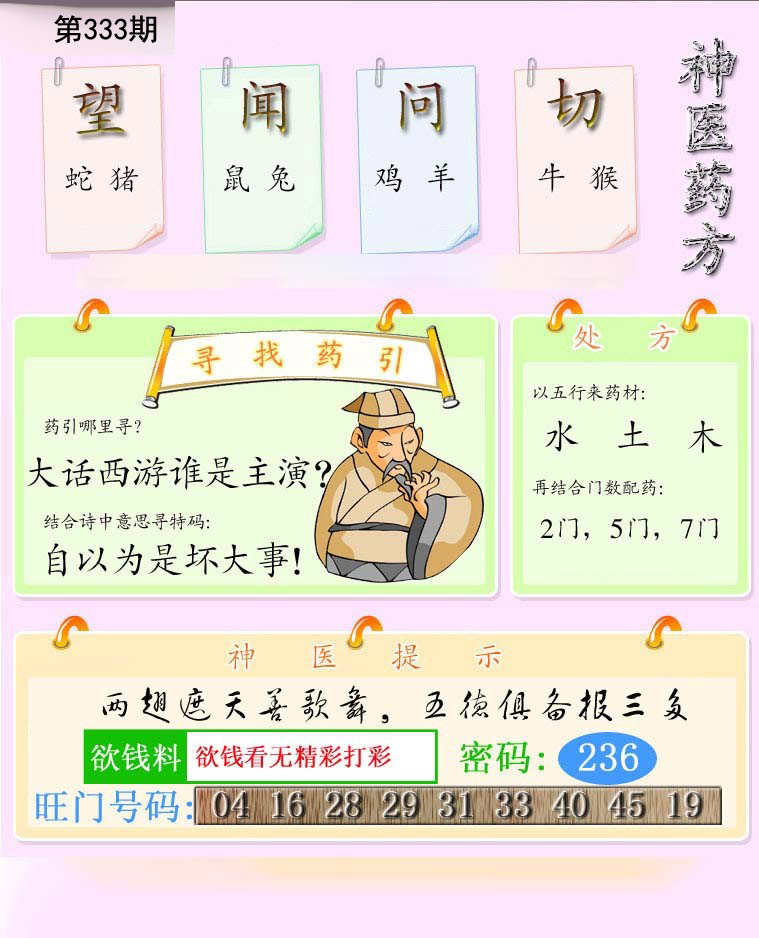 第333期
神医药方
望 闻 问 切
蛇 猪 鼠 兔 鸡 羊 牛 猴
寻找药引
药引哪里寻?
大话西游谁是主演?
结合诗中意思寻特码:
自以为是坏大事!
处方
以五行来药材:
水 土 木
再结合门数配药:
2门, 5门, 7门
神医提示
两翅遮天善歌舞, 五德俱备报三多
欲钱料 欲钱看无精彩打彩 密码: 236
旺门号码: 04 16 28 29 31 33 40 45 19